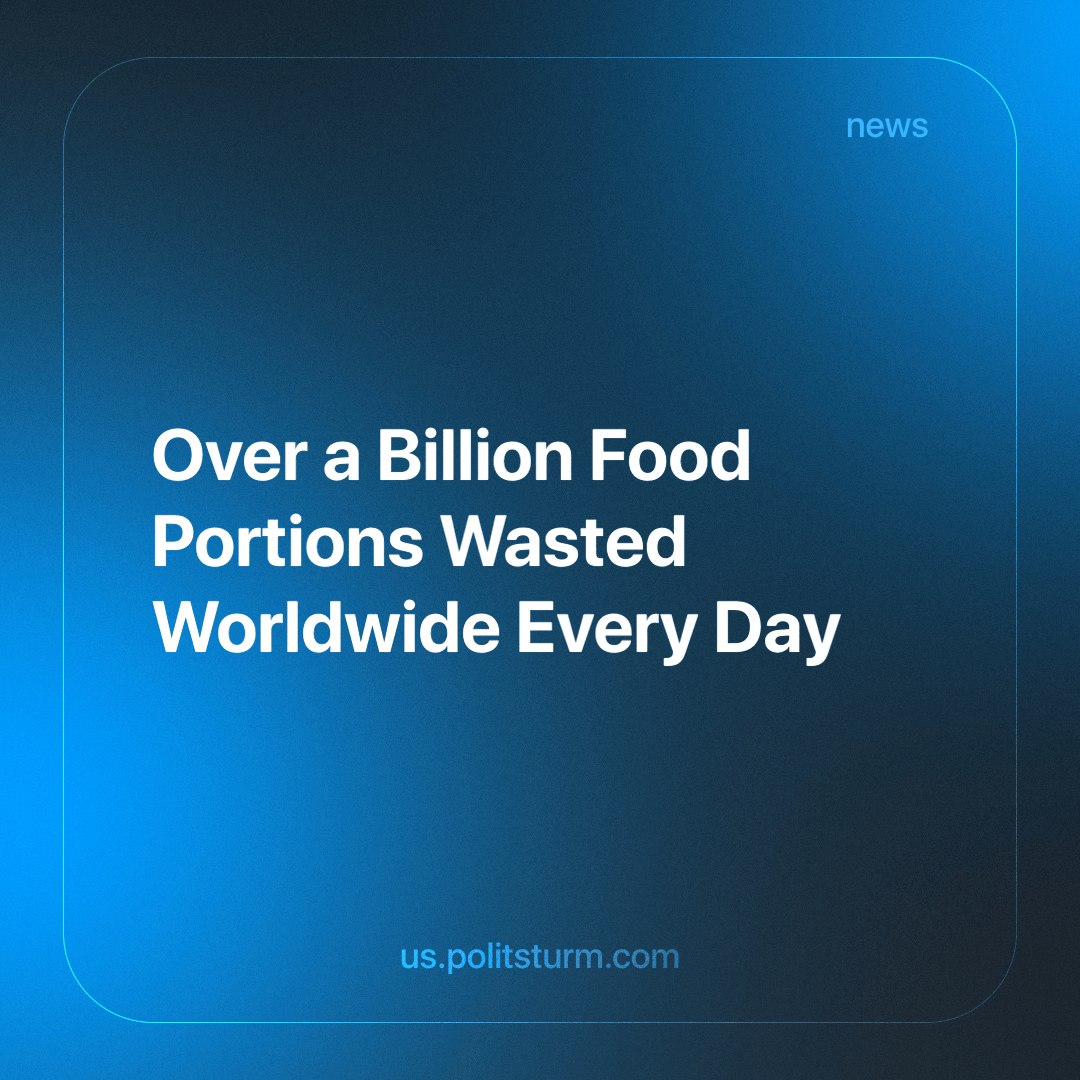 news
Over a Billion Food
Portions Wasted
Worldwide Every Day
us.politsturm.com